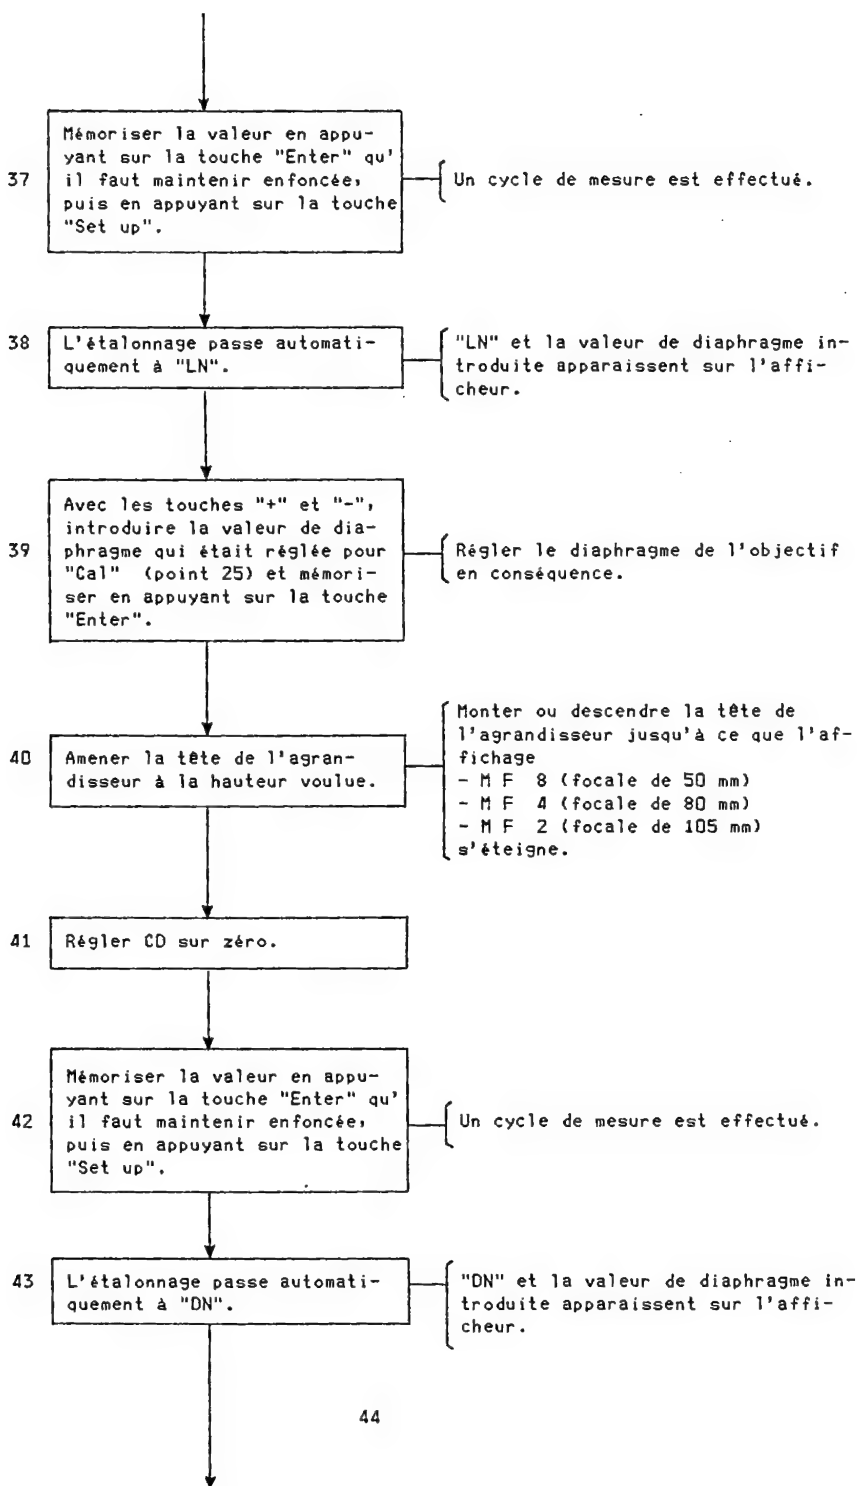 37
Mémoriser la valeur en appu-
yant sur la touche "Enter" qu'
il faut maintenir enfoncée,
puis en appuyant sur la touche
"Set up".
Un cycle de mesure est effectué.
38
L'étalonnage passe automati-
quement à "LN".
"LN" et la valeur de diaphragme in-
troduite apparaissent sur l'affi-
cheur.
39
Avec les touches "+" et "-",
introduire la valeur de dia-
phragme qui était réglée pour
"Cal" (point 25) et mémori-
ser en appuyant sur la touche
"Enter".
Régler le diaphragme de l'objectif
en conséquence.
40
Amener la tête de l'agran-
disseur à la hauteur voulue.
Monter ou descendre la tête de
l'agrandisseur jusqu'à ce que l'af-
fichage
- M F 8 (focale de 50 mm)
- M F 4 (focale de 80 mm)
- M F 2 (focale de 105 mm)
s'éteigne.
41
Régler CD sur zéro.
42
Mémoriser la valeur en appu-
yant sur la touche "Enter" qu'
il faut maintenir enfoncée,
puis en appuyant sur la touche
"Set up".
Un cycle de mesure est effectué.
43
L'étalonnage passe automati-
quement à "DN".
"DN" et la valeur de diaphragme in-
troduite apparaissent sur l'affi-
cheur.
44